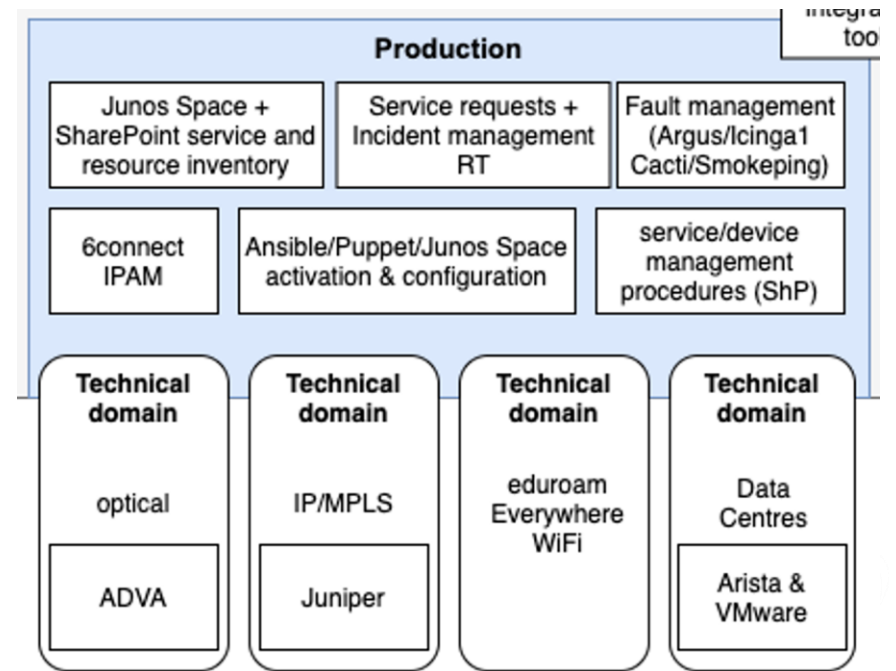 tool
Production
Junos Space +
SharePoint service and
resource inventory
Service requests +
Incident management
RT
Fault management
(Argus/Icinga1
Cacti/Smokeping)
6connect
IPAM
Ansible/Puppet/Junos Space
activation & configuration
service/device
management
procedures (ShP)
Technical
domain
optical
ADVA
Technical
domain
IP/MPLS
Juniper
Technical
domain
eduroam
Everywhere
WiFi
Technical
domain
Data
Centres
Arista &
VMware